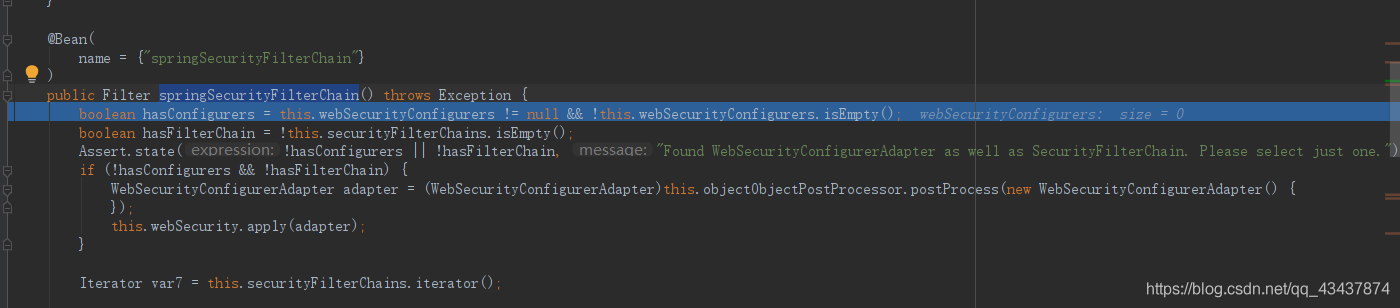 }
@Bean(
name = {"springSecurityFilterChain"}
)
public Filter springSecurityFilterChain() throws Exception {
boolean hasConfigurers = this.webSecurityConfigurers != null && !this.webSecurityConfigurers.isEmpty(); webSecurityConfigurers: size = 0
boolean hasFilterChain = !this.securityFilterChains.isEmpty();
Assert.state( expression: !hasConfigurers || !hasFilterChain, message: "Found WebSecurityConfigurerAdapter as well as SecurityFilterChain. Please select just one.")
if (!hasConfigurers && !hasFilterChain) {
WebSecurityConfigurerAdapter adapter = (WebSecurityConfigurerAdapter)this.objectObjectPostProcessor.postProcess(new WebSecurityConfigurerAdapter() {
});
this.webSecurity.apply(adapter);
}
Iterator var7 = this.securityFilterChains.iterator();
https://blog.csdn.net/qq_43437874